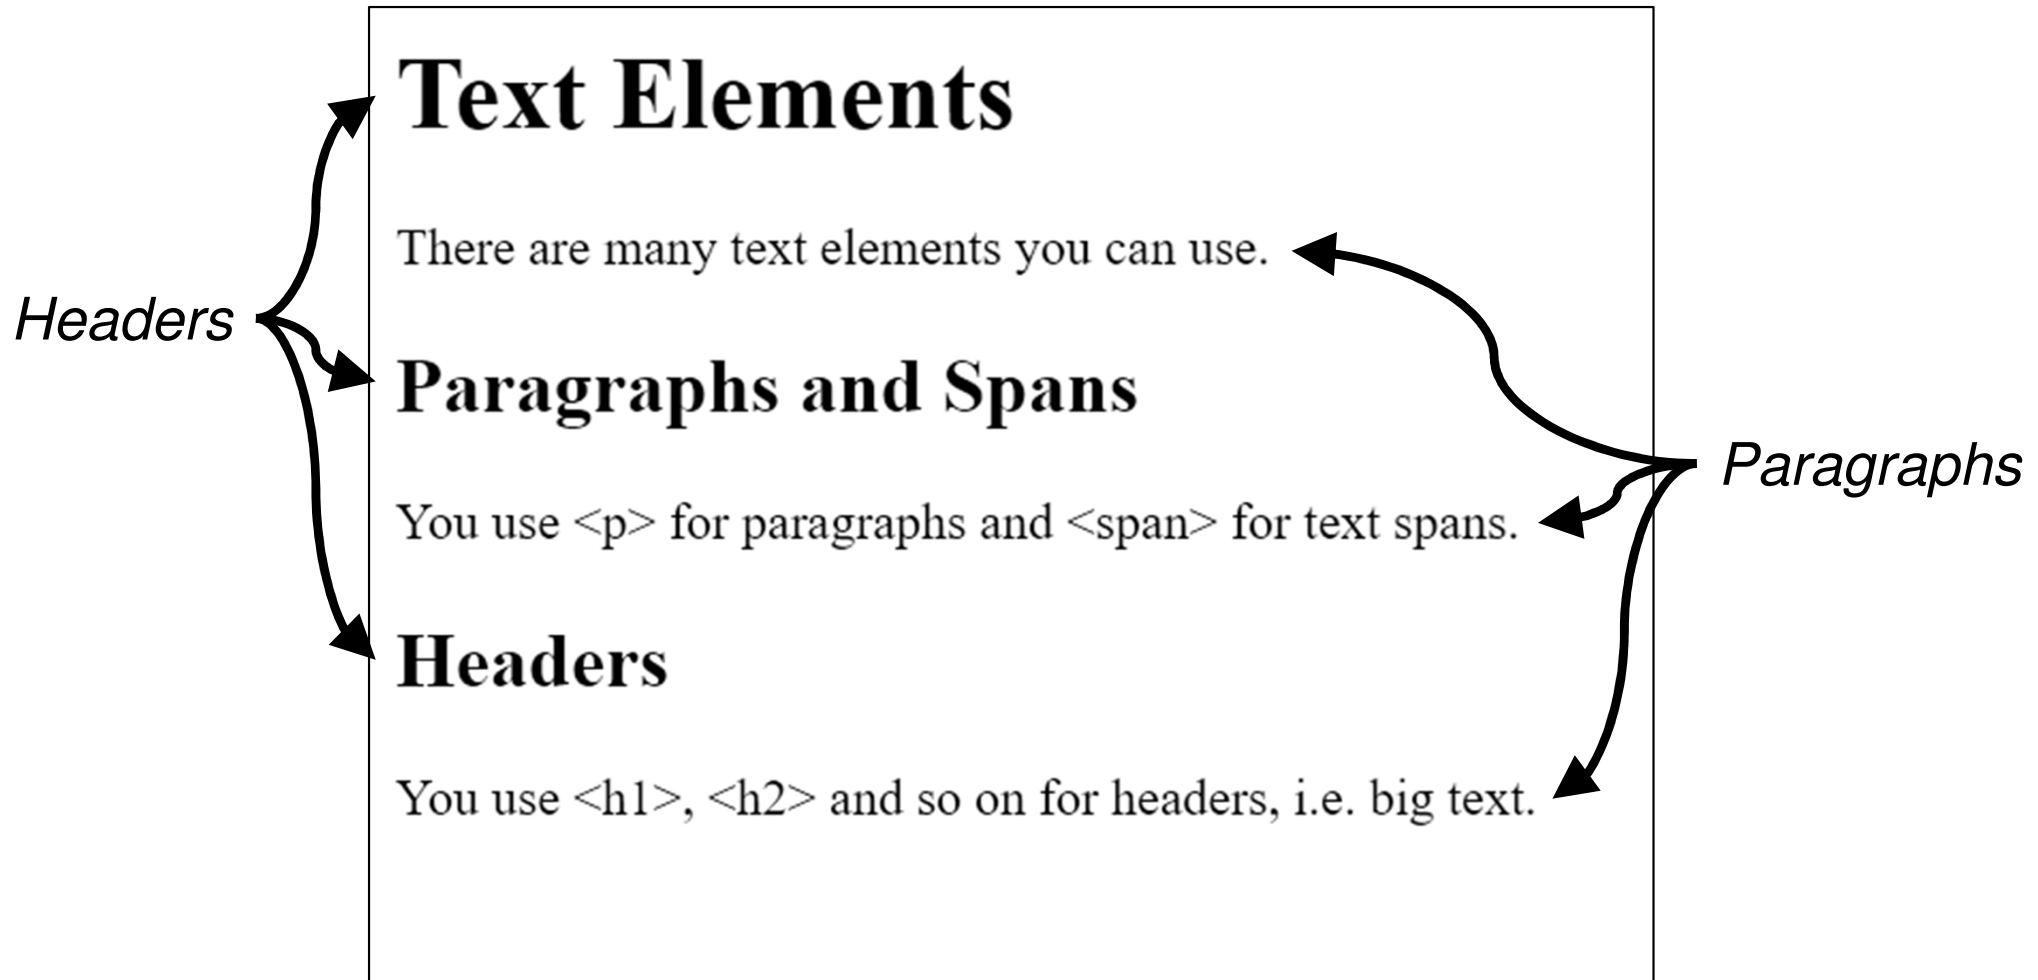 Text Elements
There are many text elements you can use.
Headers
Paragraphs and Spans
Paragraphs
You use <p> for paragraphs and <span> for text spans.
Headers
You use <h1>, <h2> and so on for headers, i.e. big text.